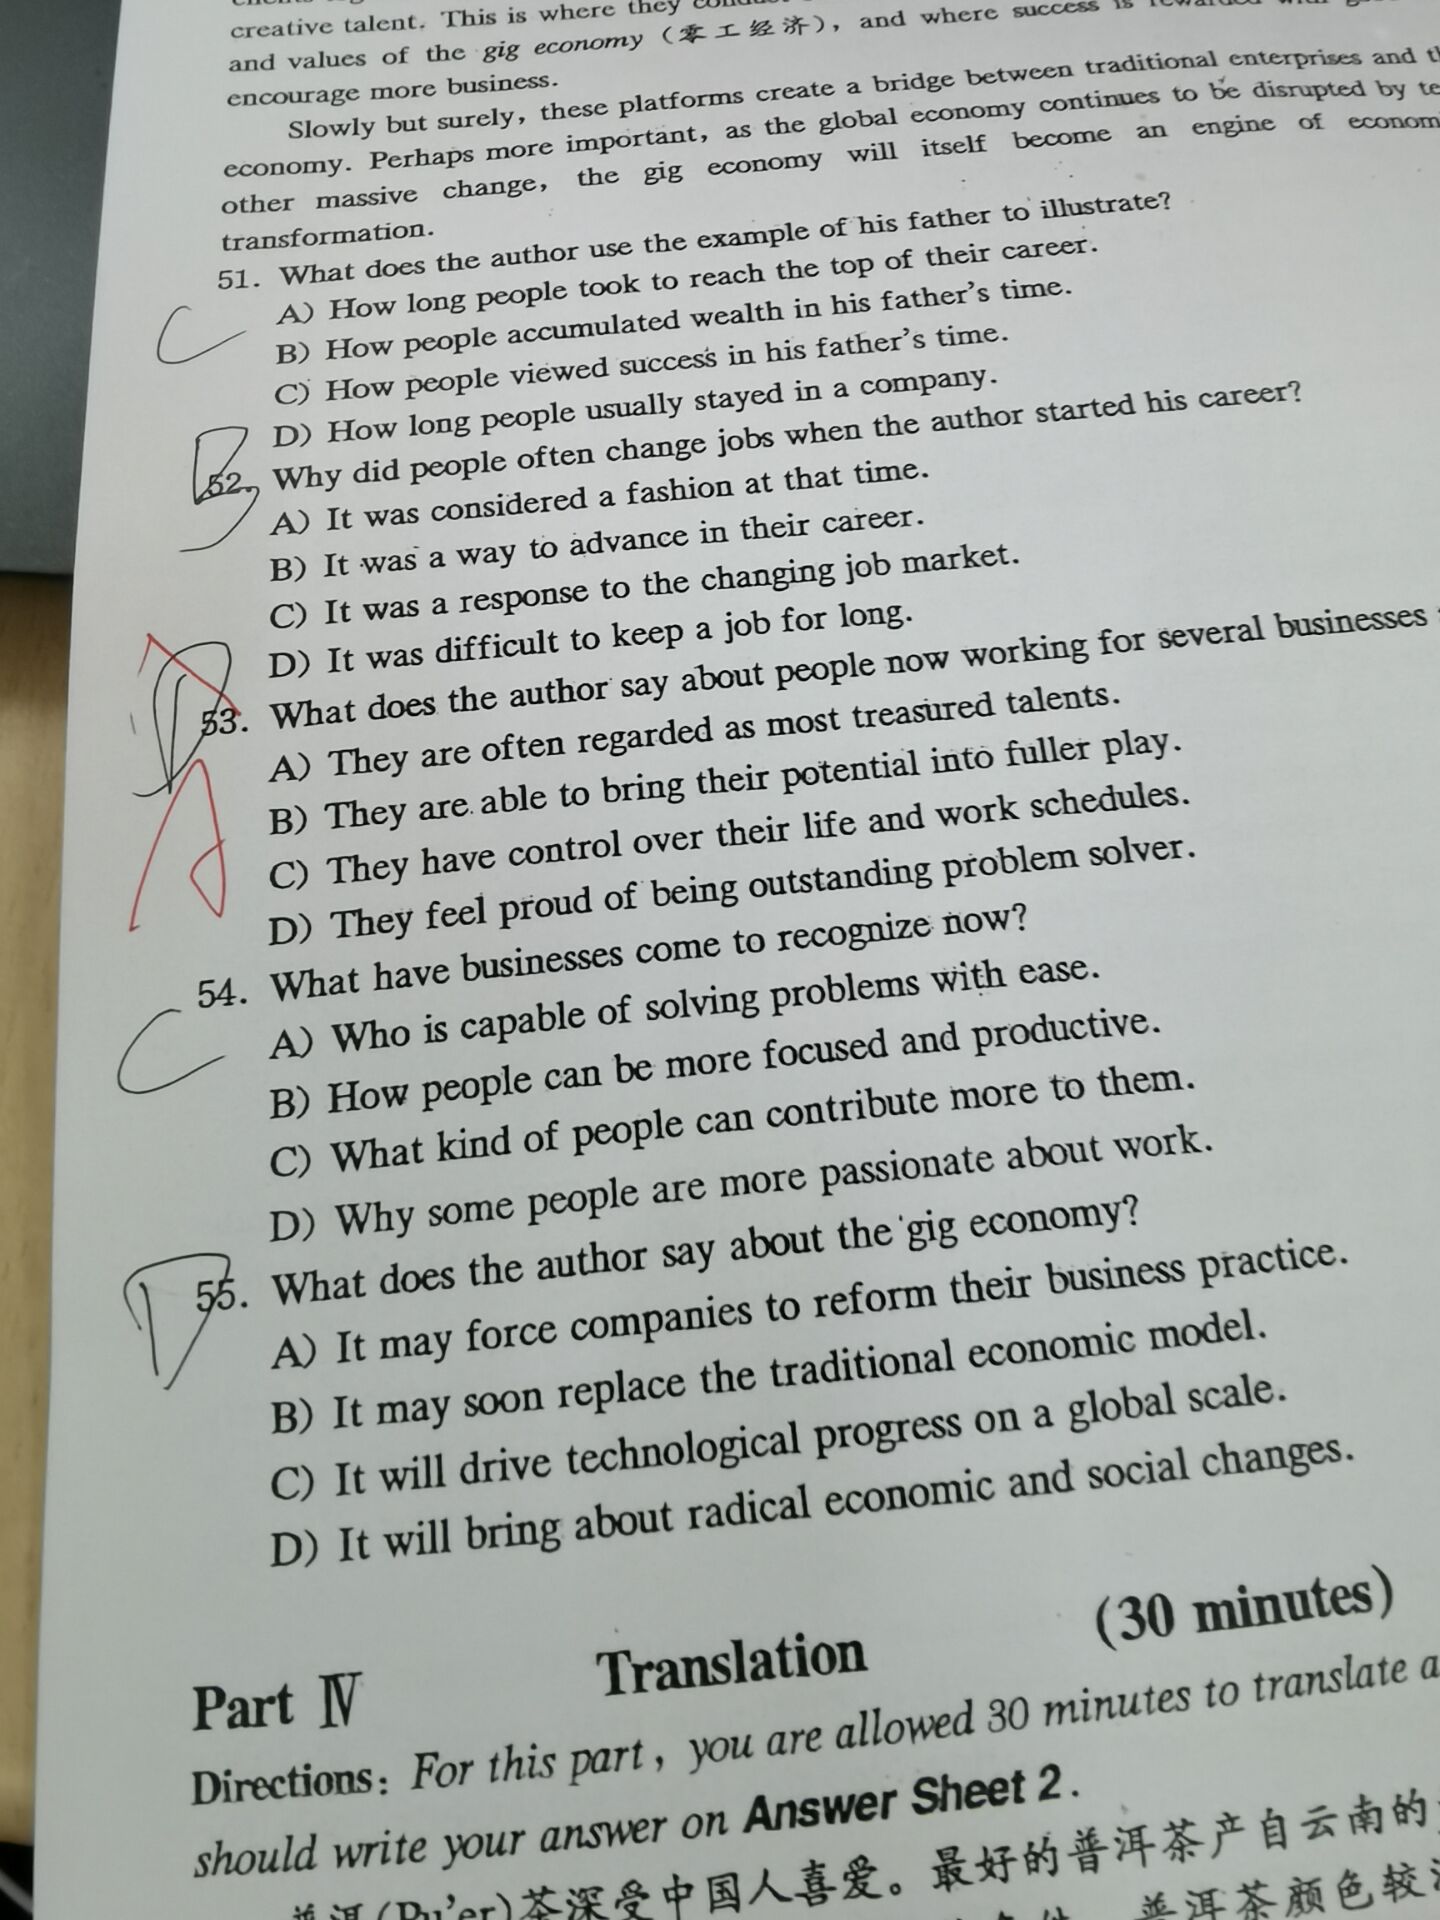 creative talent. This is where they
and values of the gig economy (零工经济), and where success is
encourage more business.
Slowly but surely, these platforms create a bridge between traditional enterprises and
economy. Perhaps more important, as the global economy continues to be disrupted by
other massive change, the gig economy will itself become an engine of
transformation.
51. What does the author use the example of his father to illustrate?
A) How long people took to reach the top of their career.
B) How people accumulated wealth in his father's time.
C C) How people viewed success in his father's time.
D) How long people usually stayed in a company.
B 52. Why did people often change jobs when the author started his career?
A) It was considered a fashion at that time.
B) It was a way to advance in their career.
C) It was a response to the changing job market.
D) It was difficult to keep a job for long.
D 53. What does the author say about people now working for several businesses
A) They are often regarded as most treasured talents.
A B) They are able to bring their potential into fuller play.
C) They have control over their life and work schedules.
D) They feel proud of being outstanding problem solver.
54. What have businesses come to recognize now?
C A) Who is capable of solving problems with ease.
B) How people can be more focused and productive.
C) What kind of people can contribute more to them.
D) Why some people are more passionate about work.
D 55. What does the author say about the gig economy?
A) It may force companies to reform their business practice.
B) It may soon replace the traditional economic model.
C) It will drive technological progress on a global scale.
D) It will bring about radical economic and social changes.
Part Ⅳ Translation (30 minutes)
Directions: For this part, you are allowed 30 minutes to translate a
should write your answer on Answer Sheet 2.
普洱(Pu'er)茶深受中国人喜爱。最好的普洱茶产自云南的
普洱茶颜色较